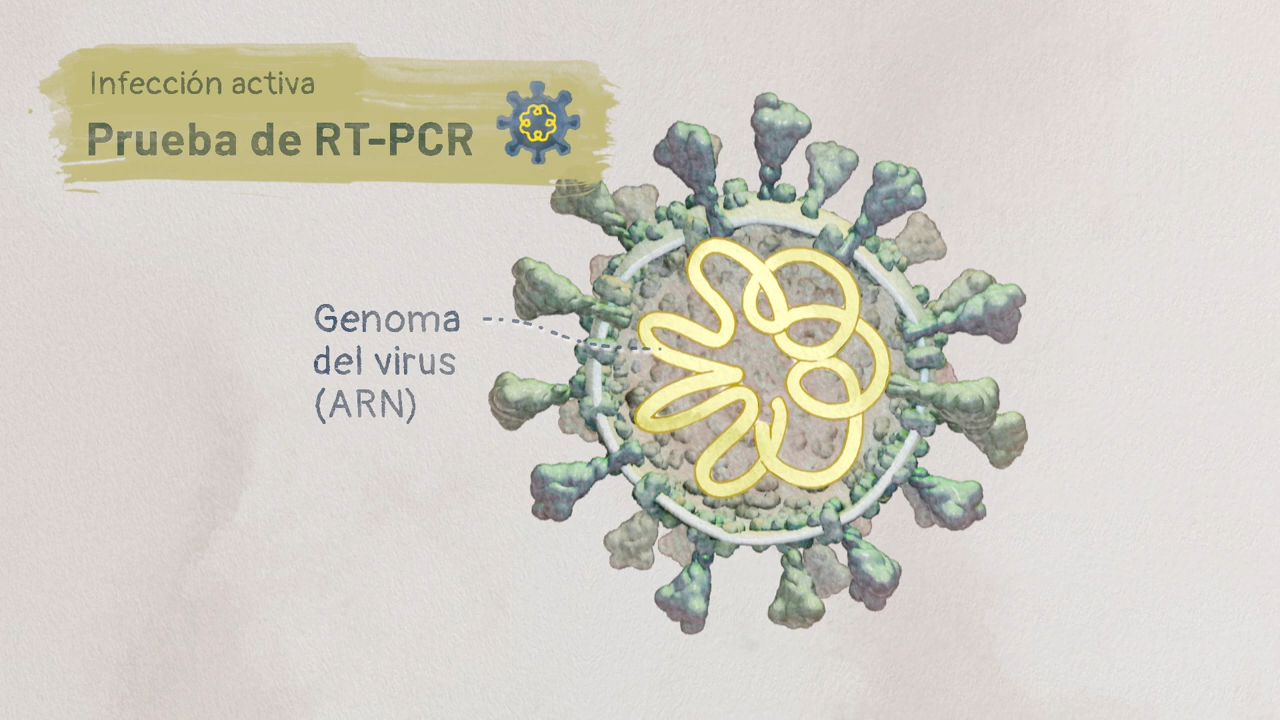 Infección activa
Prueba de RT-PCR
Genoma
del virus
(ARN)